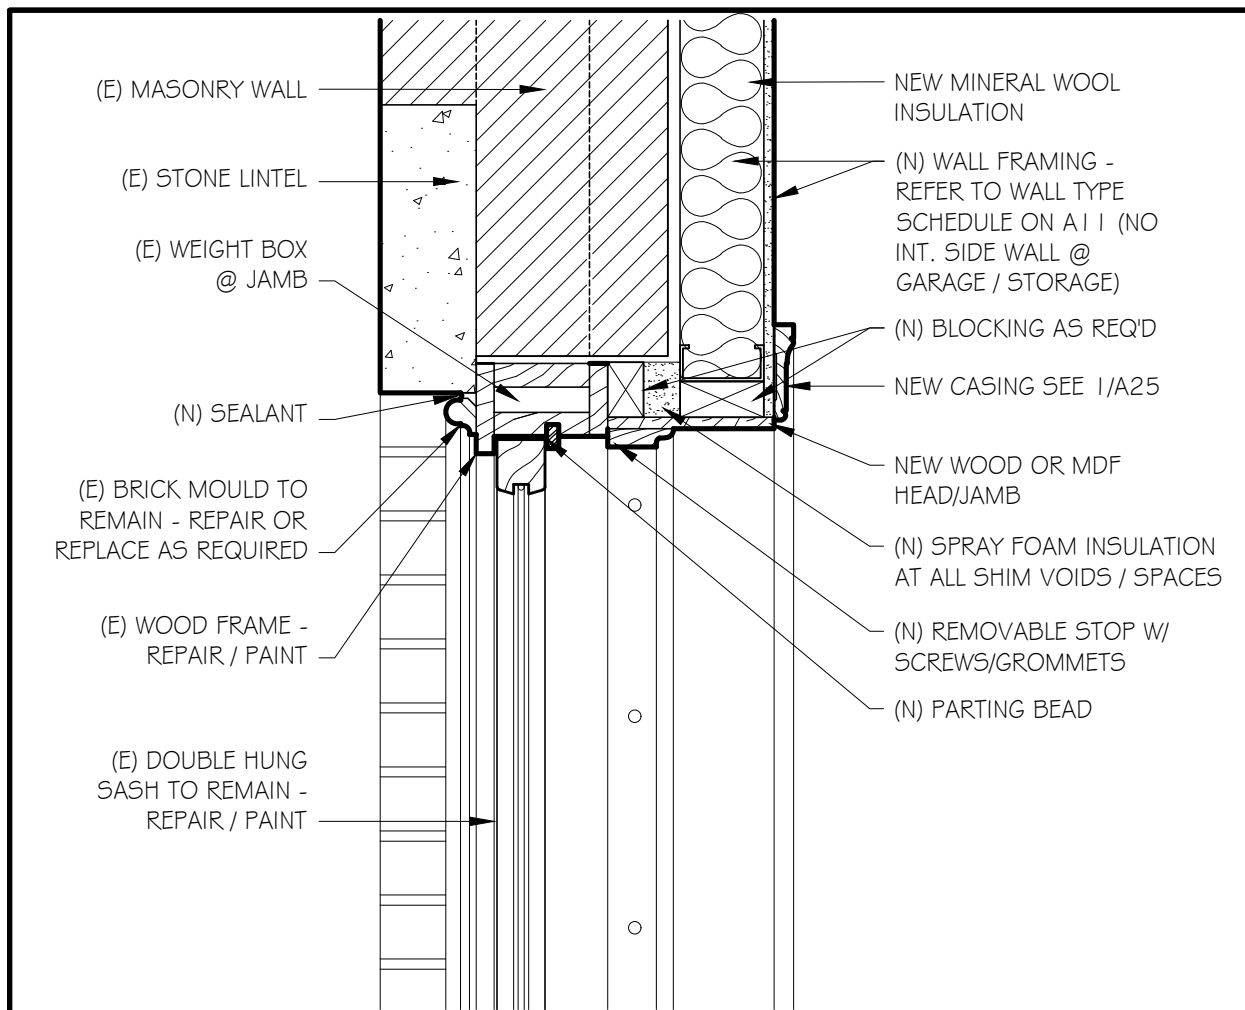 (E) MASONRY WALL
(E) STONE LINTEL
(E) WEIGHT BOX
@ JAMB
(N) SEALANT
(E) BRICK MOULD TO
REMAIN - REPAIR OR
REPLACE AS REQUIRED
(E) WOOD FRAME -
REPAIR / PAINT
(E) DOUBLE HUNG
SASH TO REMAIN -
REPAIR / PAINT
NEW MINERAL WOOL
INSULATION
(N) WALL FRAMING -
REFER TO WALL TYPE
SCHEDULE ON A11 (NO
INT. SIDE WALL @
GARAGE / STORAGE)
(N) BLOCKING AS REQ'D
NEW CASING SEE 1/A25
NEW WOOD OR MDF
HEAD/JAMB
(N) SPRAY FOAM INSULATION
AT ALL SHIM VOIDS / SPACES
(N) REMOVABLE STOP W/
SCREWS/GROMMETS
(N) PARTING BEAD